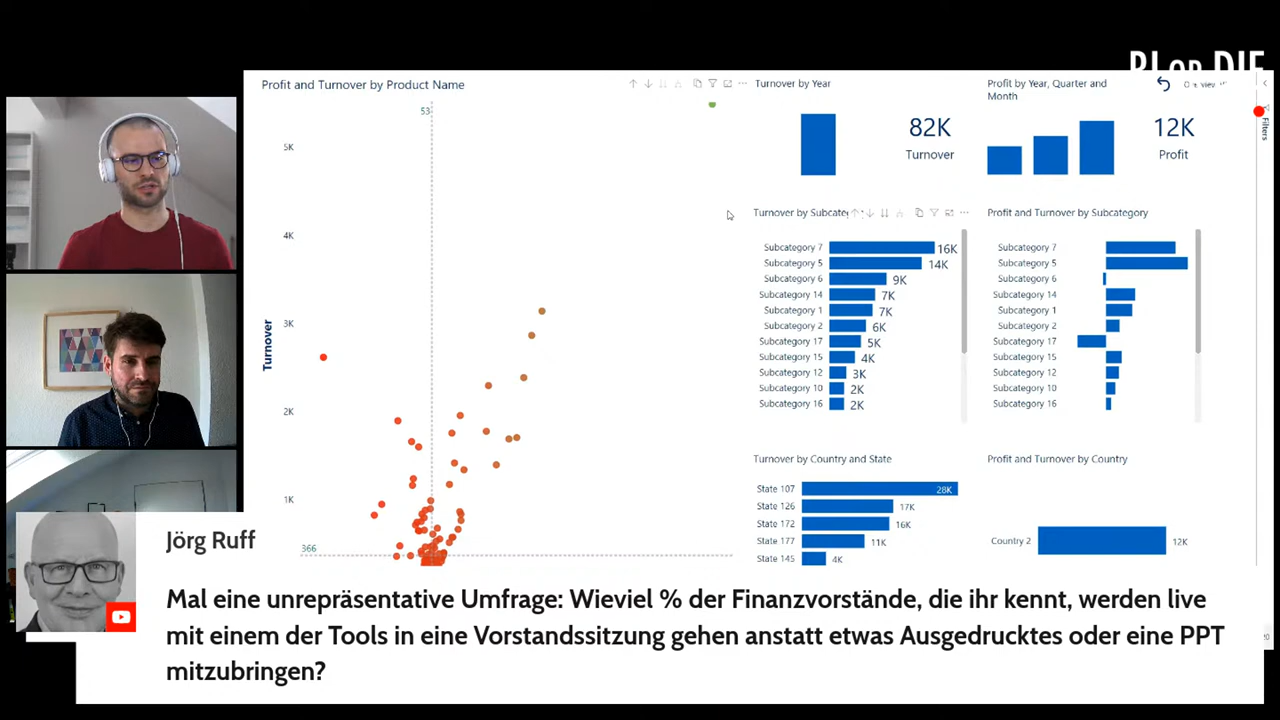 BI or DIE
Profit and Turnover by Product Name
53
5K
4K
3K
2K
1K
366
Turnover
Turnover by Year
82K
Turnover
Profit by Year, Quarter and
Month
12K
Profit
Filters
Turnover by Subcateg
Subcategory 7 16K
Subcategory 5 14K
Subcategory 6 9K
Subcategory 14 7K
Subcategory 1 7K
Subcategory 2 6K
Subcategory 17 5K
Subcategory 15 4K
Subcategory 12 3K
Subcategory 10 2K
Subcategory 16 2K
Profit and Turnover by Subcategory
Subcategory 7
Subcategory 5
Subcategory 6
Subcategory 14
Subcategory 1
Subcategory 2
Subcategory 17
Subcategory 15
Subcategory 12
Subcategory 10
Subcategory 16
Turnover by Country and State
State 107 28K
State 126 17K
State 172 16K
State 177 11K
State 145 4K
Profit and Turnover by Country
Country 2 12K
Jörg Ruff
Mal eine unrepräsentative Umfrage: Wieviel % der Finanzvorstände, die ihr kennt, werden live
mit einem der Tools in eine Vorstandssitzung gehen anstatt etwas Ausgedrucktes oder eine PPT
mitzubringen?